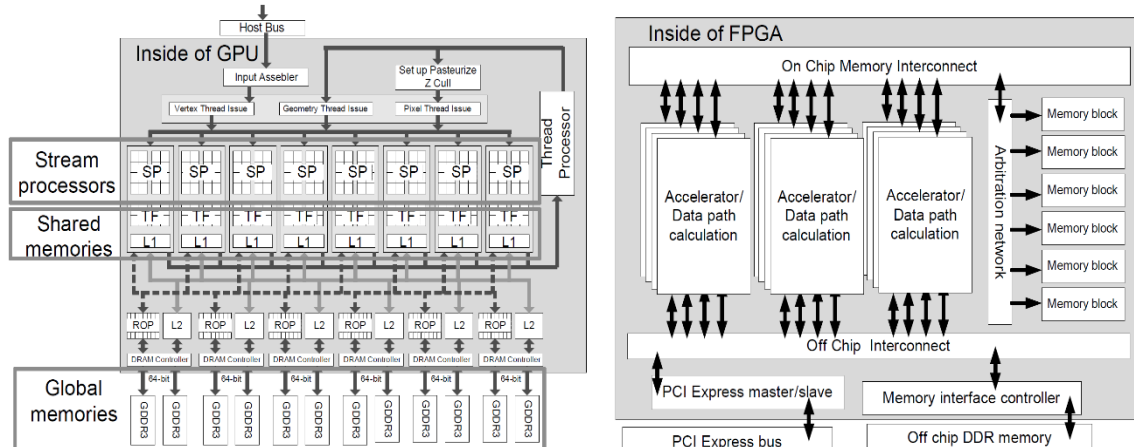 Host Bus
Inside of GPU
Input Assebler
Set up Pasteurize
Z Cull
Vertex Thread Issue
Geometry Thread Issue
Pixel Thread Issue
Thread
Processor
Stream
processors
SP SP SP SP SP SP SP SP
Shared
memories
TF TF TF TF TF TF TF TF
L1 L1 L1 L1 L1 L1 L1 L1
ROP L2 ROP L2 ROP L2 ROP L2 ROP L2 ROP L2
DRAM Controller DRAM Controller DRAM Controller DRAM Controller DRAM Controller DRAM Controller
64-bit 64-bit 64-bit 64-bit 64-bit 64-bit
Global
memories
GDDR3 GDDR3 GDDR3 GDDR3 GDDR3 GDDR3 GDDR3 GDDR3 GDDR3 GDDR3 GDDR3 GDDR3
Inside of FPGA
On Chip Memory Interconnect
Accelerator/
Data path
calculation
Accelerator/
Data path
calculation
Accelerator/
Data path
calculation
Arbitration network
Memory block
Memory block
Memory block
Memory block
Memory block
Memory block
Off Chip Interconnect
PCI Express master/slave
Memory interface controller
PCI Express bus
Off chip DDR memory